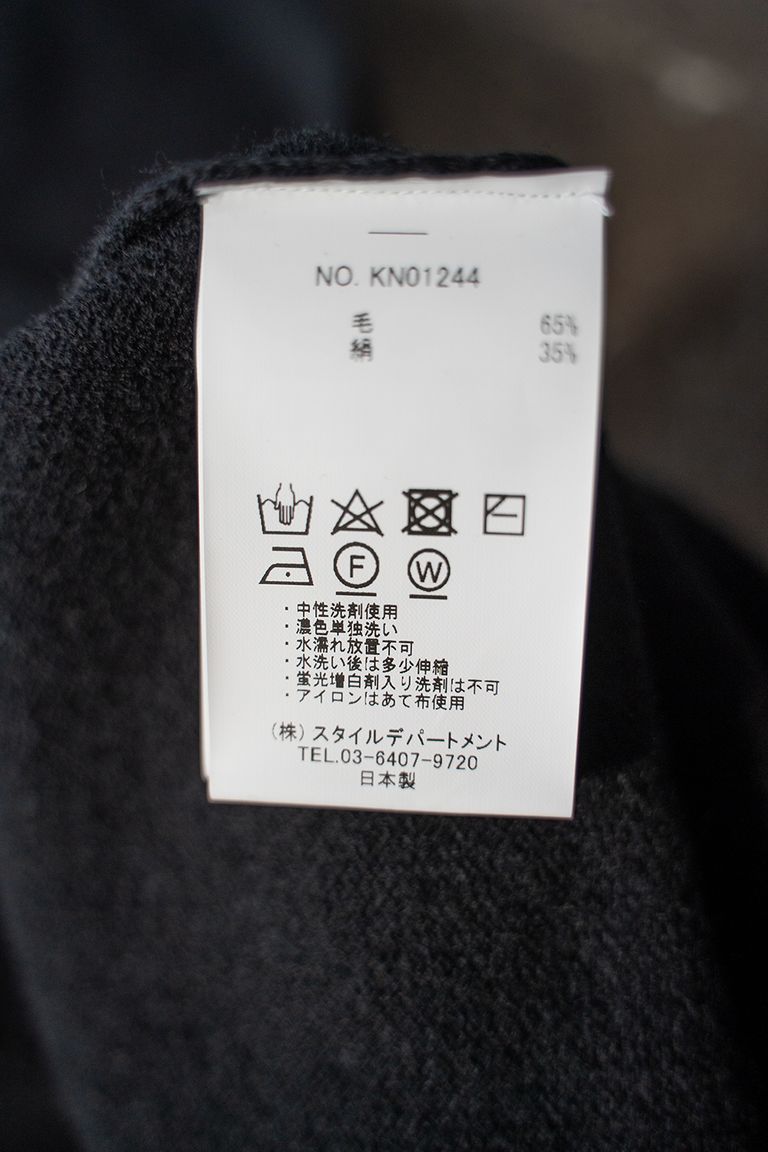 NO. KN01244
毛 65%
絹 35%
F W
・中性洗剤使用
・濃色単独洗い
・水濡れ放置不可
・水洗い後は多少伸縮
・蛍光増白剤入り洗剤は不可
・アイロンはあて布使用
(株)スタイルデパートメント
TEL.03-6407-9720
日本製